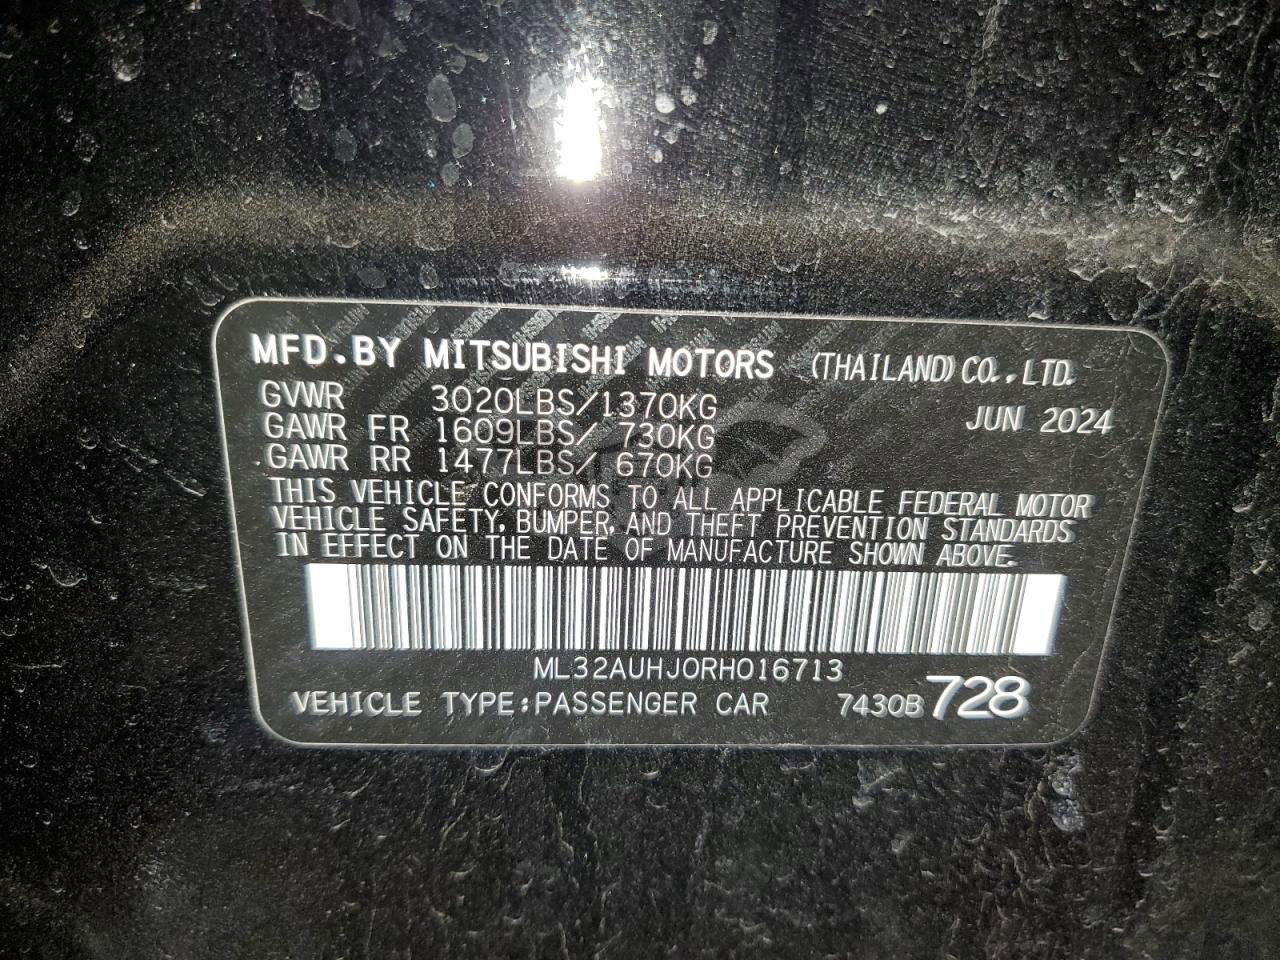 MFD.BY MITSUBISHI MOTORS (THAILAND) CO.,LTD.
GVWR 3020LBS/1370KG JUN 2024
GAWR FR 1609LBS/ 730KG
GAWR RR 1477LBS/ 670KG
THIS VEHICLE CONFORMS TO ALL APPLICABLE FEDERAL MOTOR
VEHICLE SAFETY, BUMPER, AND THEFT PREVENTION STANDARDS
IN EFFECT ON THE DATE OF MANUFACTURE SHOWN ABOVE.
ML32AUHJ0RH016713
VEHICLE TYPE:PASSENGER CAR 7430B 728